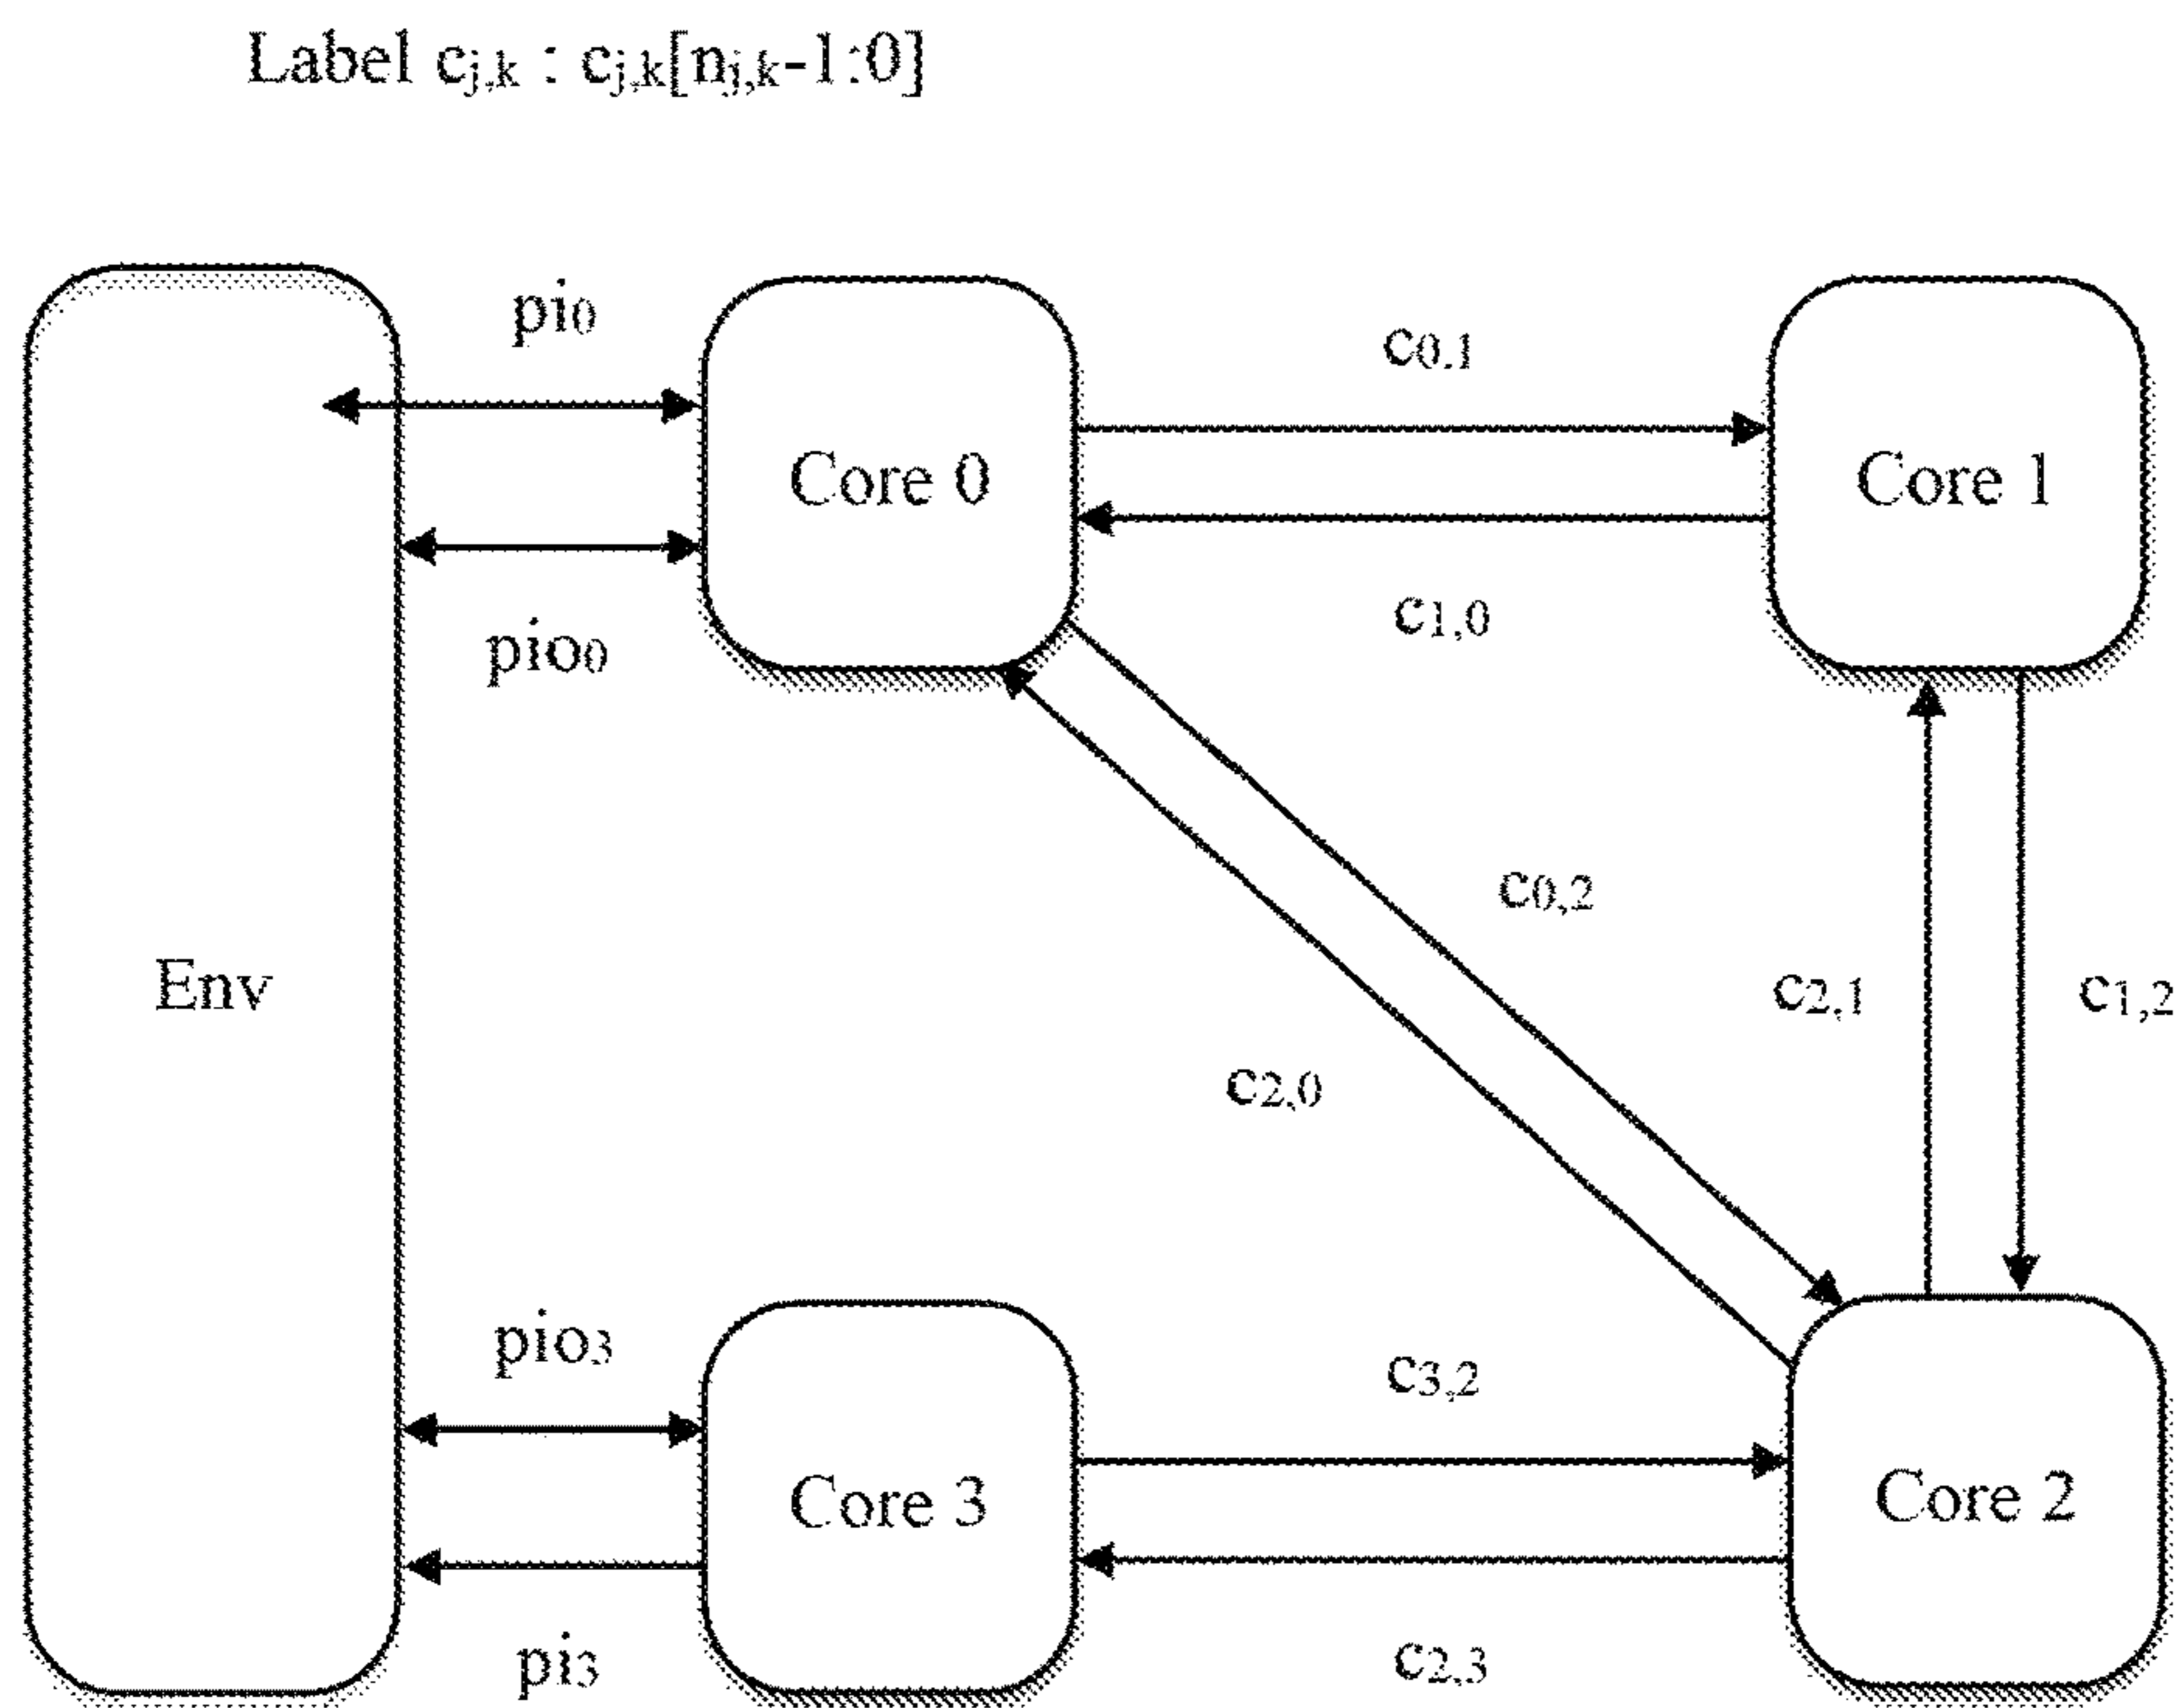 Label cj,k : cj,k[nj,k-1:0]
pi0
c0,1
Core 0
Core 1
c1,0
pio0
c0,2
Env
c2,1
c1,2
c2,0
pio3
c3,2
Core 3
Core 2
pi3
c2,3